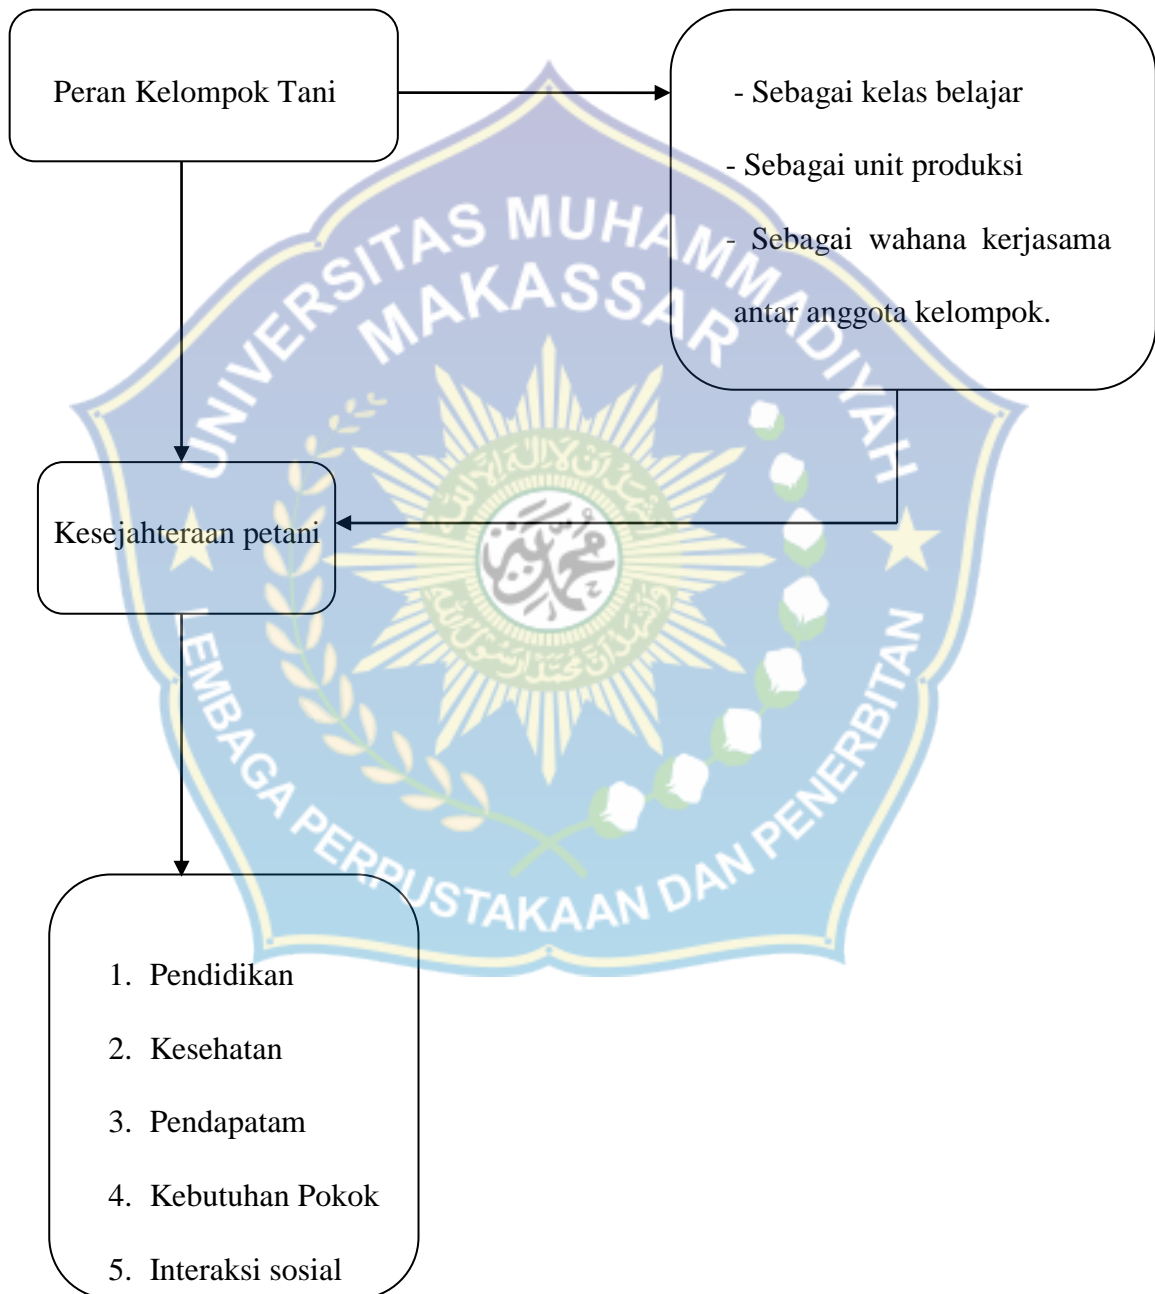 Peran Kelompok Tani
- Sebagai kelas belajar
- Sebagai unit produksi
- Sebagai wahana kerjasama
antar anggota kelompok.
UNIVERSITAS MUHAMMADIYAH
MAKASSAR
Kesejahteraan petani
LEMBAGA PERPUSTAKAAN DAN PENERBITAN
1. Pendidikan
2. Kesehatan
3. Pendapatam
4. Kebutuhan Pokok
5. Interaksi sosial